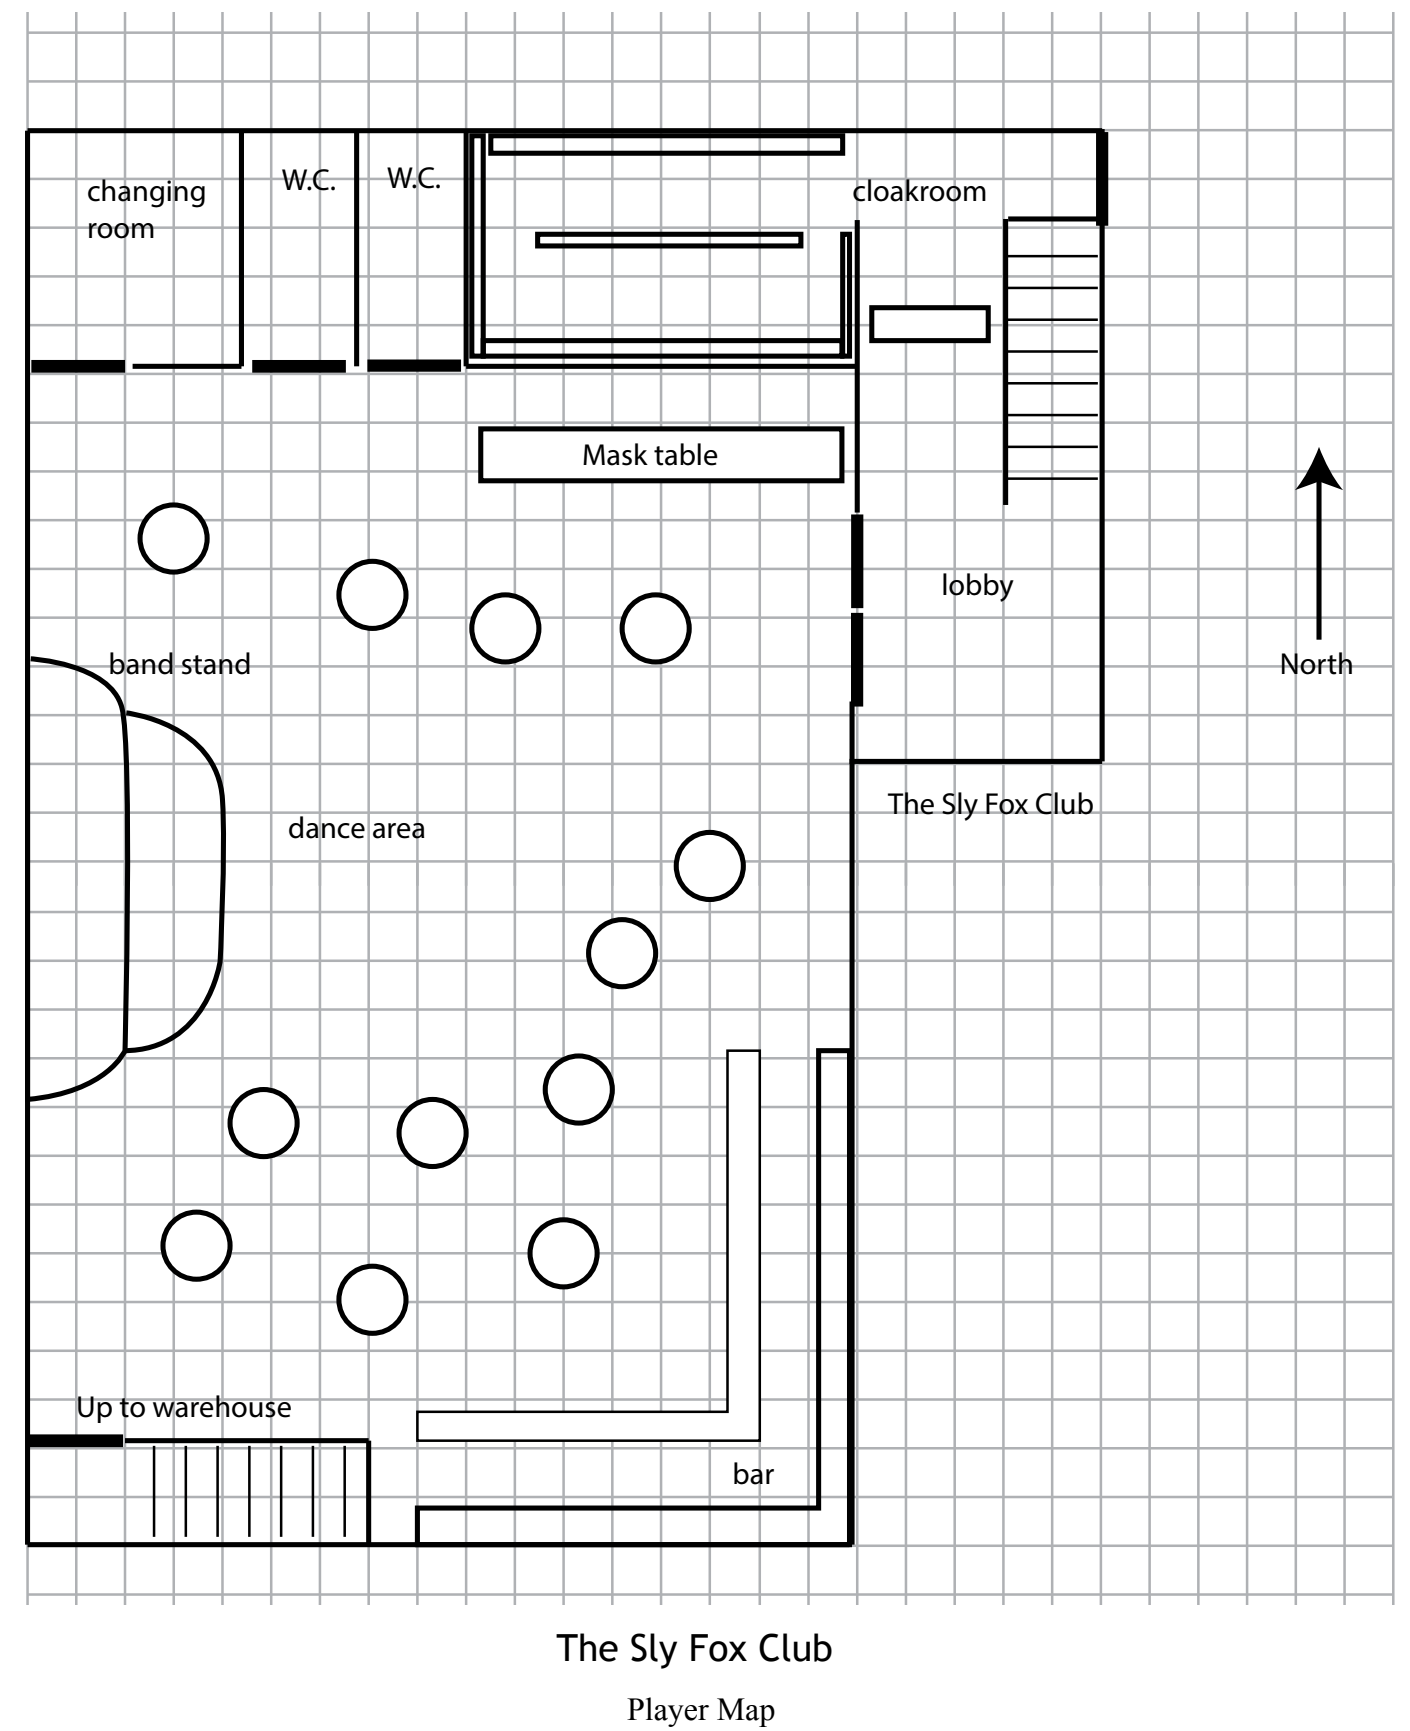 changing
room
W.C.
W.C.
cloakroom
Mask table
lobby
North
band stand
The Sly Fox Club
dance area
Up to warehouse
bar
The Sly Fox Club
Player Map